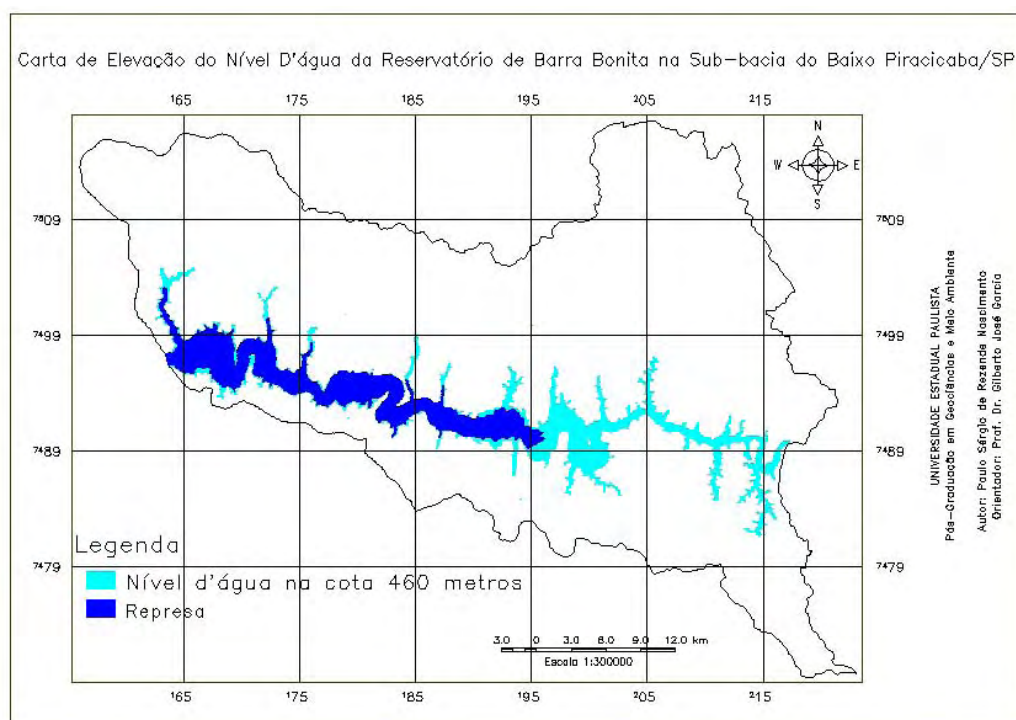 Carta de Elevação do Nível D'água da Reservatório de Barra Bonita na Sub-bacia do Baixo Piracicaba/SP
165 175 185 195 205 215
N
W E
S
7509 7509
7499 7499
7489 7489
7479 7479
Legenda
Nível d'água na cota 460 metros
Represa
3.0 0 3.0 6.0 9.0 12.0 km
Escala 1:300000
165 175 185 195 205 215
UNIVERSIDADE ESTADUAL PAULISTA
Pós-Graduação em Geociências e Meio Ambiente
Autor: Paulo Sérgio de Rezende Nascimento
Orientador: Prof. Dr. Gilberto José Garcia